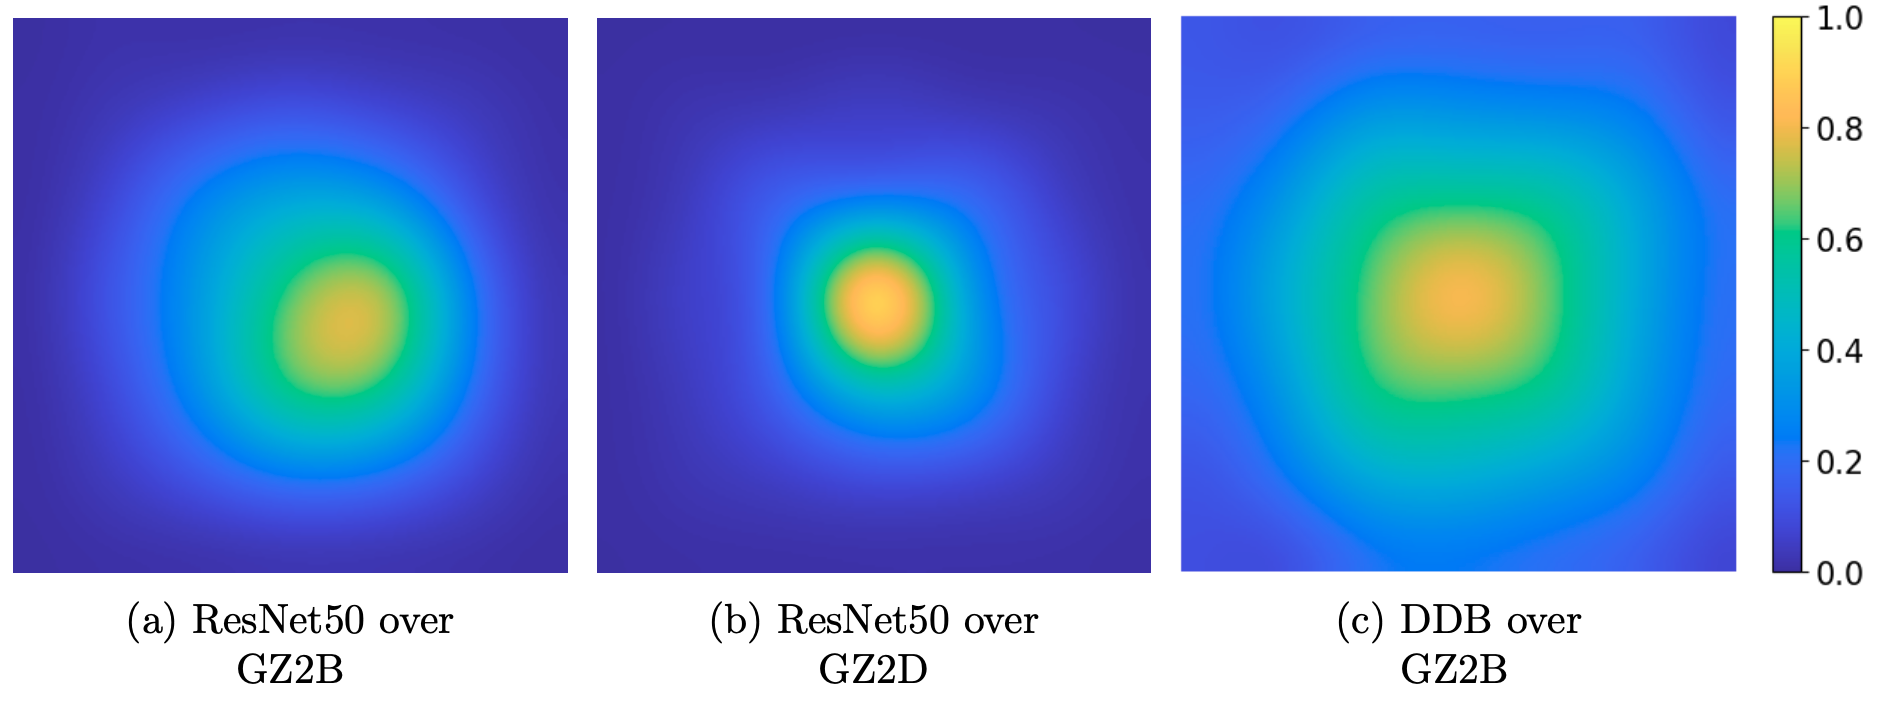 1.0
0.8
0.6
0.4
0.2
0.0
(a) ResNet50 over
GZ2B
(b) ResNet50 over
GZ2D
(c) DDB over
GZ2B